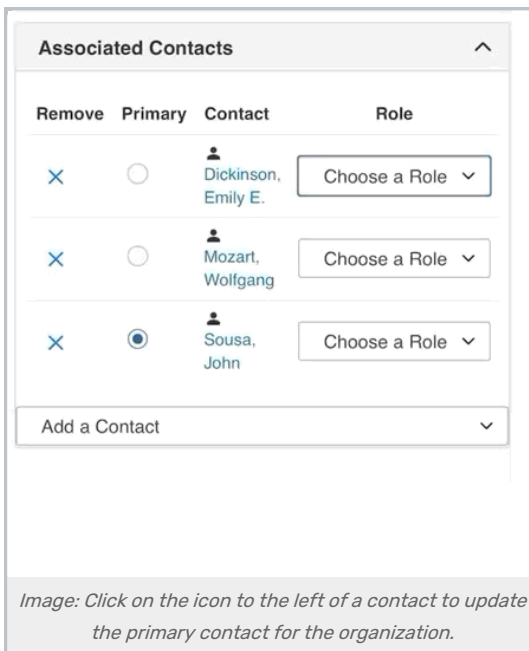 Associated Contacts
Remove Primary Contact Role
Dickinson,
Emily E.
Choose a Role
Mozart,
Wolfgang
Choose a Role
Sousa,
John
Choose a Role
Add a Contact
Image: Click on the icon to the left of a contact to update
the primary contact for the organization.